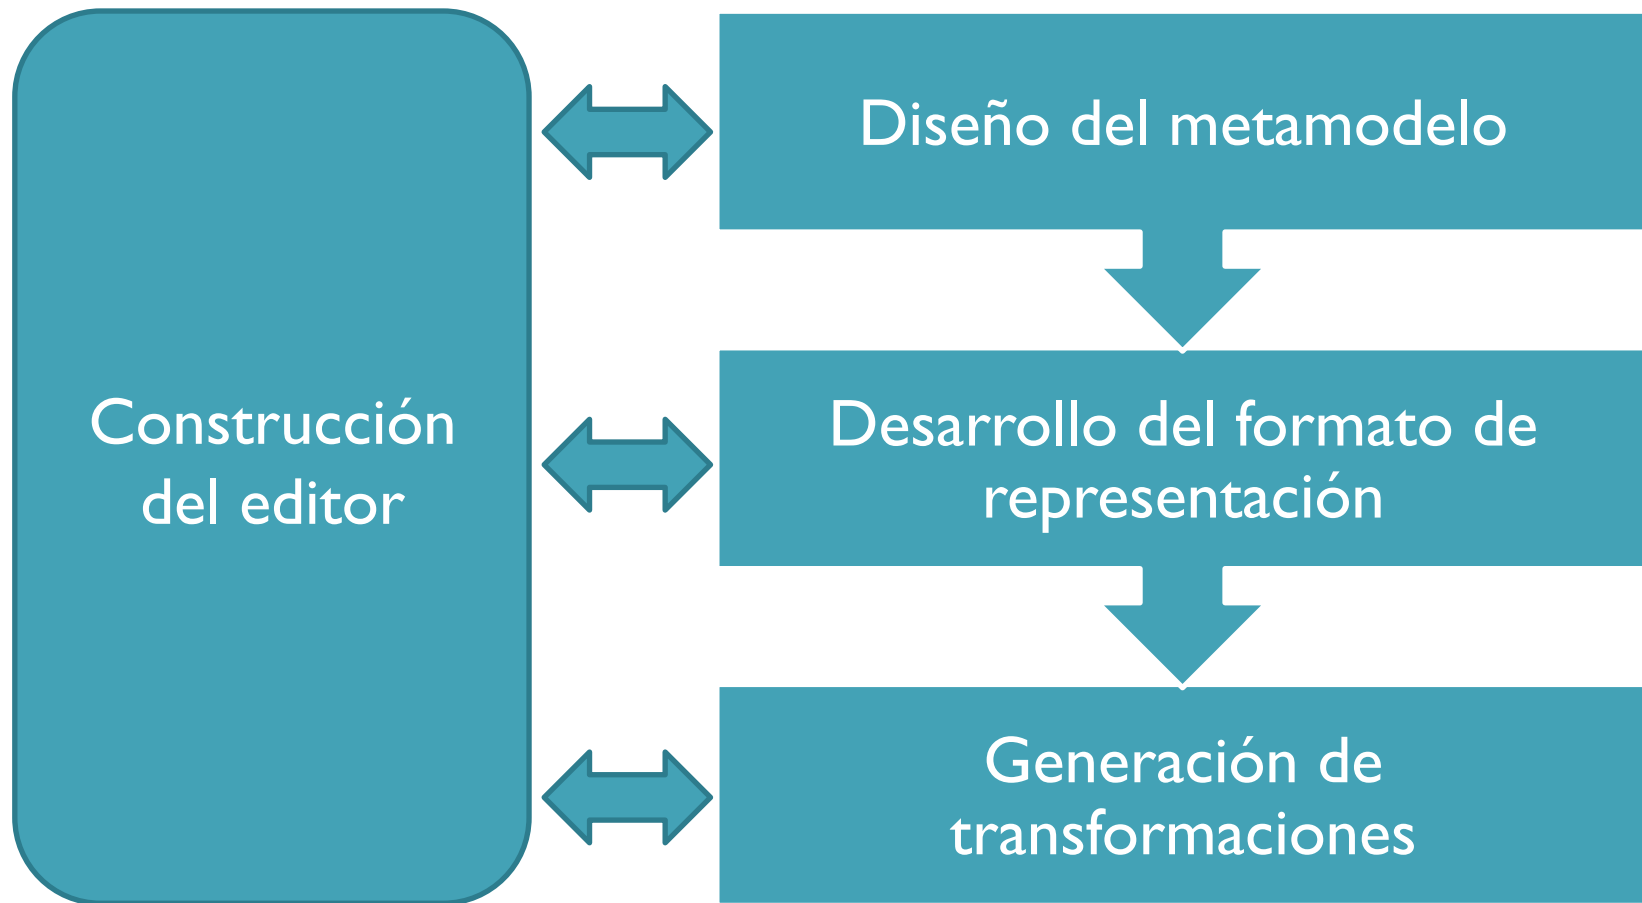 Construcción
del editor
Diseño del metamodelo
Desarrollo del formato de
representación
Generación de
transformaciones